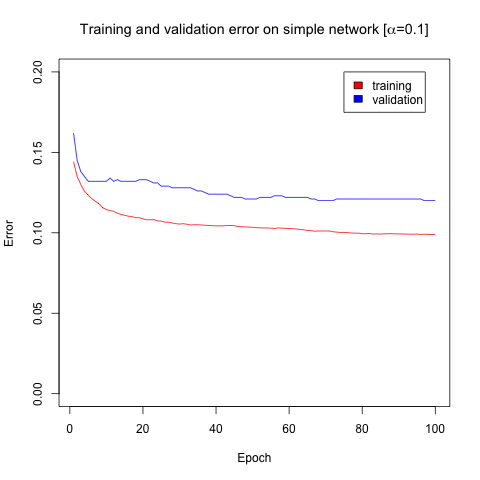 Training and validation error on simple network [α=0.1]
training
validation
Error
0.20
0.15
0.10
0.05
0.00
0 20 40 60 80 100
Epoch